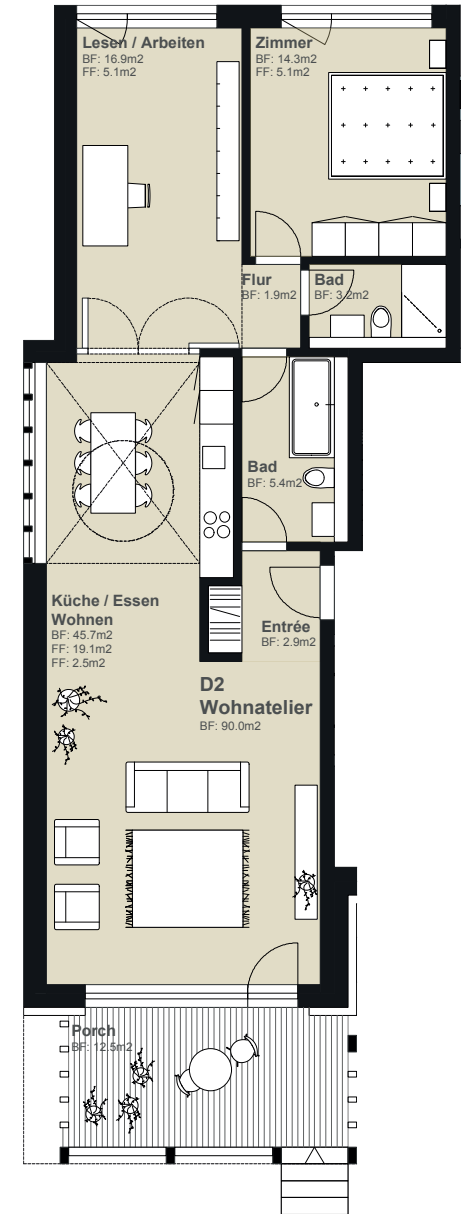 Lesen / Arbeiten
BF: 16.9m2
FF: 5.1m2
Zimmer
BF: 14.3m2
FF: 5.1m2
Flur
BF: 1.9m2
Bad
BF: 3.2m2
Bad
BF: 5.4m2
Küche / Essen
Wohnen
BF: 45.7m2
FF: 19.1m2
FF: 2.5m2
Entrée
BF: 2.9m2
D2
Wohnatelier
BF: 90.0m2
Porch
BF: 12.5m2